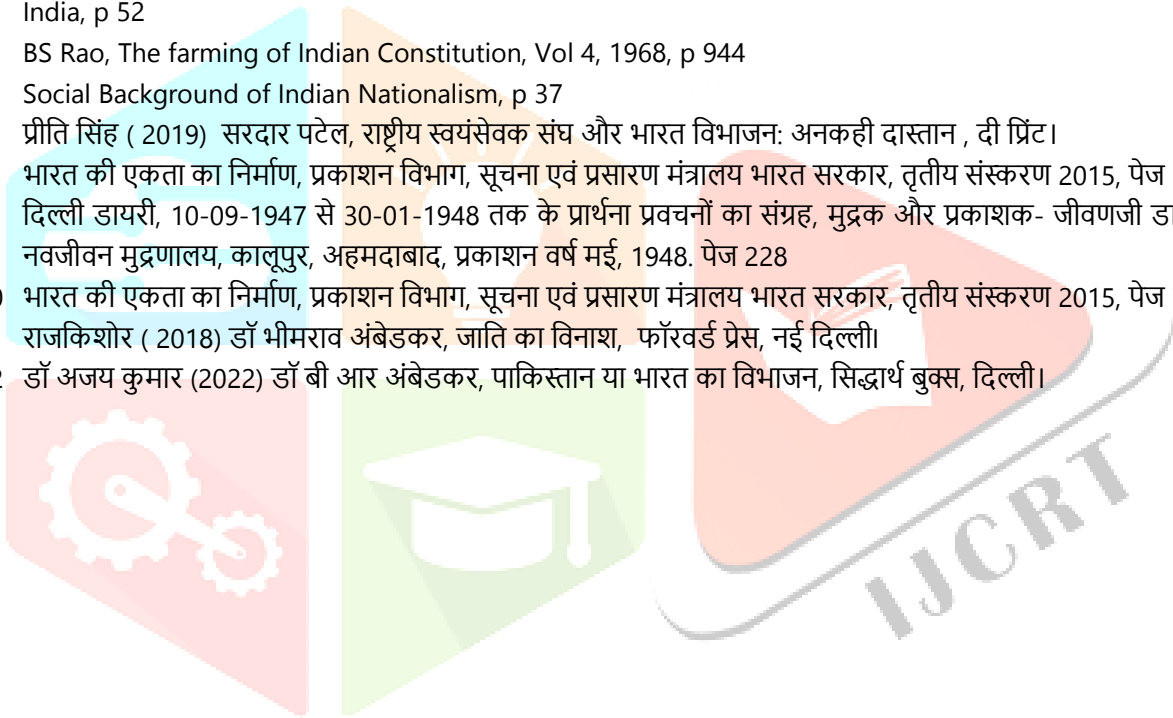 India, p 52
BS Rao, The farming of Indian Constitution, Vol 4, 1968, p 944
Social Background of Indian Nationalism, p 37
प्रीति सिंह ( 2019) सरदार पटेल, राष्ट्रीय स्वयंसेवक संघ और भारत विभाजन: अनकही दास्तान , दी प्रिंट।
भारत की एकता का निर्माण, प्रकाशन विभाग, सूचना एवं प्रसारण मंत्रालय भारत सरकार, तृतीय संस्करण 2015, पेज
दिल्ली डायरी, 10-09-1947 से 30-01-1948 तक के प्रार्थना प्रवचनों का संग्रह, मुद्रक और प्रकाशक- जीवणजी
नवजीवन मुद्रणालय, कालूपुर, अहमदाबाद, प्रकाशन वर्ष मई, 1948. पेज 228
भारत की एकता का निर्माण, प्रकाशन विभाग, सूचना एवं प्रसारण मंत्रालय भारत सरकार, तृतीय संस्करण 2015, पेज
राजकिशोर ( 2018) डॉ भीमराव अंबेडकर, जाति का विनाश, फॉरवर्ड प्रेस, नई दिल्ली।
2 डॉ अजय कुमार (2022) डॉ बी आर अंबेडकर, पाकिस्तान या भारत का विभाजन, सिद्धार्थ बुक्स, दिल्ली।
IJCRT